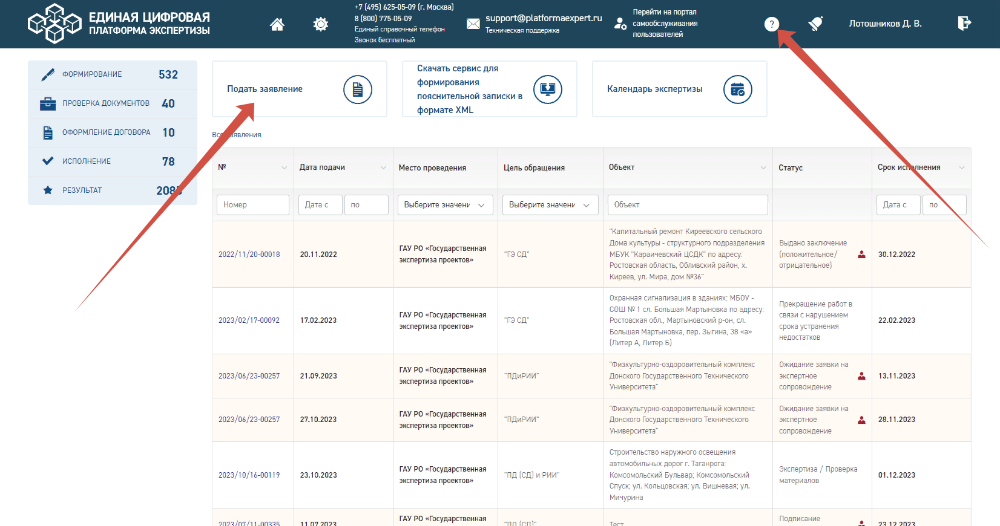 ЕДИНАЯ ЦИФРОВАЯ
ПЛАТФОРМА ЭКСПЕРТИЗЫ
+7 (495) 625-05-09 (г. Москва)
8 (800) 775-05-09
Единый справочный телефон
Звонок бесплатный
support@platformaexpert.ru
Техническая поддержка
Перейти на портал
самообслуживания
пользователей
?
Лотошников Д. В.
ФОРМИРОВАНИЕ 532
ПРОВЕРКА ДОКУМЕНТОВ 40
ОФОРМЛЕНИЕ ДОГОВОРА 10
ИСПОЛНЕНИЕ 78
РЕЗУЛЬТАТ
Подать заявление
Скачать сервис для
формирования
пояснительной записки в
формате XML
Календарь экспертизы
Все заявления
№ Дата подачи Место проведения Цель обращения Объект Статус Срок исполнения
Номер Дата с по Выберите значени Выберите значени Объект Дата с по
2022/11/20-00018
20.11.2022
ГАУ РО «Государственная
экспертиза проектов»
"ГЭ СД"
"Капитальный ремонт Киреевского сельского
Дома культуры - структурного подразделения
МБУК "Караичевский ЦСДК" по адресу:
Ростовская область, Обливский район, х.
Киреев, ул. Мира, дом №36"
Выдано заключение
(положительное/
отрицательное)
30.12.2022
2023/02/17-00092
17.02.2023
ГАУ РО «Государственная
экспертиза проектов»
"ГЭ СД"
Охранная сигнализация в зданиях: МБОУ -
СОШ № 1 сл. Большая Мартыновка по адресу:
Ростовская обл., Мартыновский р-он, сл.
Большая Мартыновка, пер. Зыгина, 38 «а»
(Литер А, Литер Б)
Прекращение работ в
связи с нарушением
срока устранения
недостатков
22.02.2023
2023/06/23-00257
21.09.2023
ГАУ РО «Государственная
экспертиза проектов»
"ПДиРИИ"
"Физкультурно-оздоровительный комплекс
Донского Государственного Технического
Университета"
Ожидание заявки на
экспертное
сопровождение
13.11.2023
2023/06/23-00257
27.10.2023
ГАУ РО «Государственная
экспертиза проектов»
"ПДиРИИ"
"Физкультурно-оздоровительный комплекс
Донского Государственного Технического
Университета"
Ожидание заявки на
экспертное
сопровождение
28.11.2023
2023/10/16-00119
23.10.2023
ГАУ РО «Государственная
экспертиза проектов»
"ПД (СД) и РИИ"
Строительство наружного освещения
автомобильных дорог г. Таганрога:
Комсомольский Бульвар; Комсомольский
Спуск; ул. Кольцовская; ул. Вишневая; ул.
Мичурина
Экспертиза / Проверка
материалов
01.12.2023
2023/07/11-00335
11.07.2023
ГАУ РО «Государственная
"ПД (СД)"
Тест
Подписание
23.12.2023